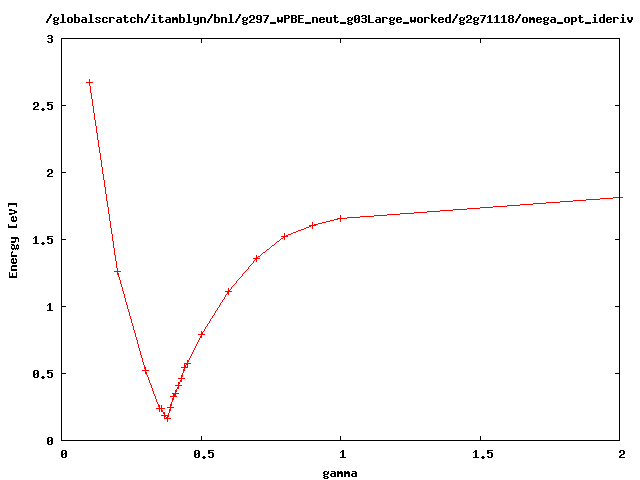 /globalscratch/itamblyn/bnl/g297_wPBE_neut_g03Large_worked/g2g71118/omega_opt_ideriv
3
2.5
2
1.5
1
0.5
0
Energy [eV]
0 0.5 1 1.5 2
gamma